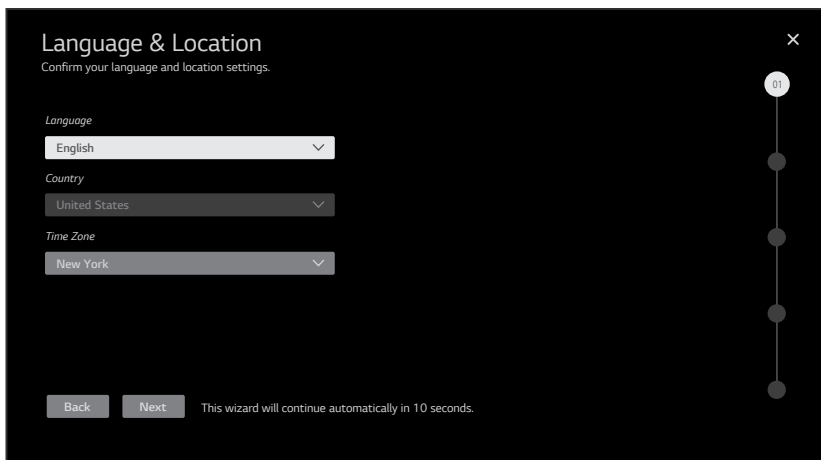 Language & Location
Confirm your language and location settings.
01
Language
English
Country
United States
Time Zone
New York
Back Next This wizard will continue automatically in 10 seconds.